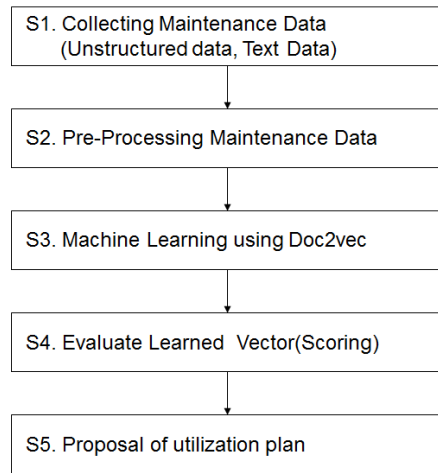 S1. Collecting Maintenance Data
(Unstructured data, Text Data)
S2. Pre-Processing Maintenance Data
S3. Machine Learning using Doc2vec
S4. Evaluate Learned Vector(Scoring)
S5. Proposal of utilization plan